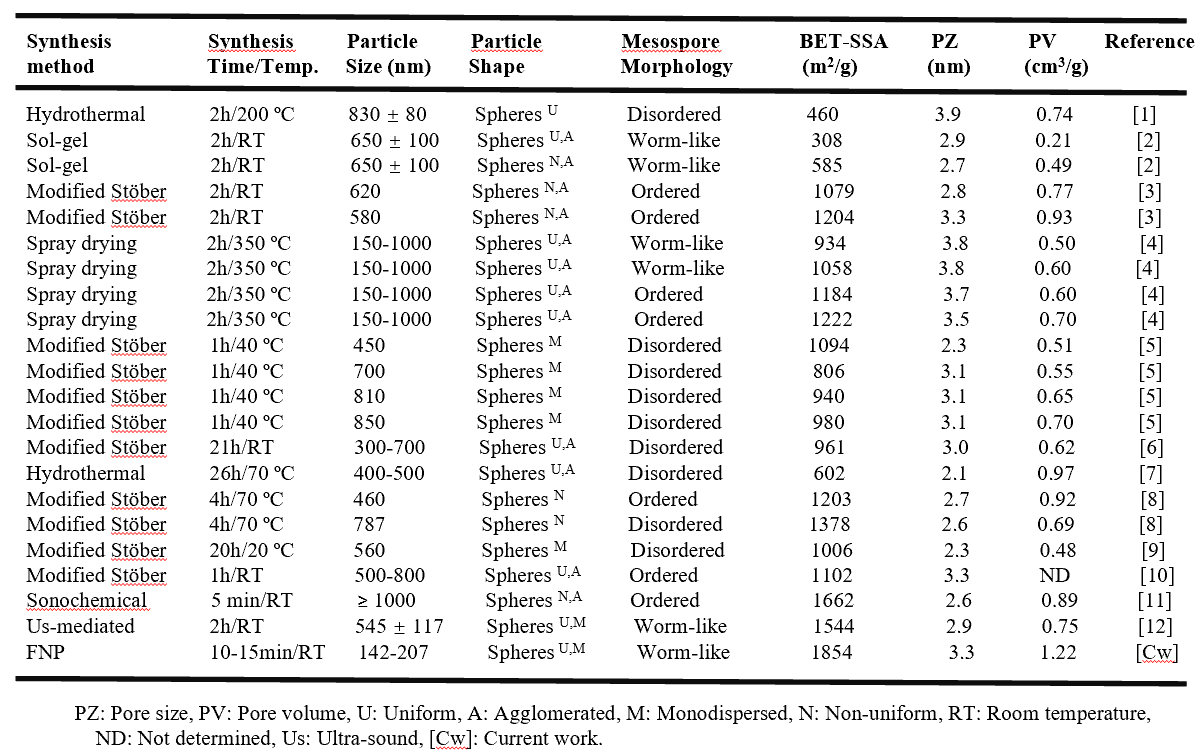 Synthesis method Synthesis Time/Temp. Particle Size (nm) Particle Shape Mesospore Morphology BET-SSA (m²/g) PZ (nm) PV (cm³/g) Reference
Hydrothermal 2h/200 ºC 830 ± 80 Spheres ᵁ Disordered 460 3.9 0.74 [1]
Sol-gel 2h/RT 650 ± 100 Spheres U,A Worm-like 308 2.9 0.21 [2]
Sol-gel 2h/RT 650 ± 100 Spheres N,A Worm-like 585 2.7 0.49 [2]
Modified Stöber 2h/RT 620 Spheres N,A Ordered 1079 2.8 0.77 [3]
Modified Stöber 2h/RT 580 Spheres N,A Ordered 1204 3.3 0.93 [3]
Spray drying 2h/350 ºC 150-1000 Spheres U,A Worm-like 934 3.8 0.50 [4]
Spray drying 2h/350 ºC 150-1000 Spheres U,A Worm-like 1058 3.8 0.60 [4]
Spray drying 2h/350 ºC 150-1000 Spheres U,A Ordered 1184 3.7 0.60 [4]
Spray drying 2h/350 ºC 150-1000 Spheres U,A Ordered 1222 3.5 0.70 [4]
Modified Stöber 1h/40 ºC 450 Spheres M Disordered 1094 2.3 0.51 [5]
Modified Stöber 1h/40 ºC 700 Spheres M Disordered 806 3.1 0.55 [5]
Modified Stöber 1h/40 ºC 810 Spheres M Disordered 940 3.1 0.65 [5]
Modified Stöber 1h/40 ºC 850 Spheres M Disordered 980 3.1 0.70 [5]
Modified Stöber 21h/RT 300-700 Spheres U,A Disordered 961 3.0 0.62 [6]
Hydrothermal 26h/70 ºC 400-500 Spheres U,A Disordered 602 2.1 0.97 [7]
Modified Stöber 4h/70 ºC 460 Spheres N Ordered 1203 2.7 0.92 [8]
Modified Stöber 4h/70 ºC 787 Spheres N Disordered 1378 2.6 0.69 [8]
Modified Stöber 20h/20 ºC 560 Spheres M Disordered 1006 2.3 0.48 [9]
Modified Stöber 1h/RT 500-800 Spheres U,A Ordered 1102 3.3 ND [10]
Sonochemical 5 min/RT ≥ 1000 Spheres N,A Ordered 1662 2.6 0.89 [11]
Us-mediated 2h/RT 545 ± 117 Spheres U,M Worm-like 1544 2.9 0.75 [12]
FNP 10-15min/RT 142-207 Spheres U,M Worm-like 1854 3.3 1.22 [Cw]
PZ: Pore size, PV: Pore volume, U: Uniform, A: Agglomerated, M: Monodispersed, N: Non-uniform, RT: Room temperature,
ND: Not determined, Us: Ultra-sound, [Cw]: Current work.